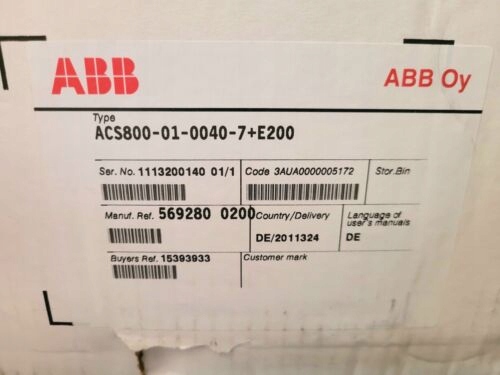 ABB
ABB Oy
Type
ACS800-01-0040-7+E200
Ser. No. 1113200140 01/1
Code 3AUA0000005172
Stor.Bin
Manuf. Ref. 569280 0200
Country/Delivery
DE/2011324
Language of
user's manuals
DE
Buyers Ref. 15393933
Customer mark